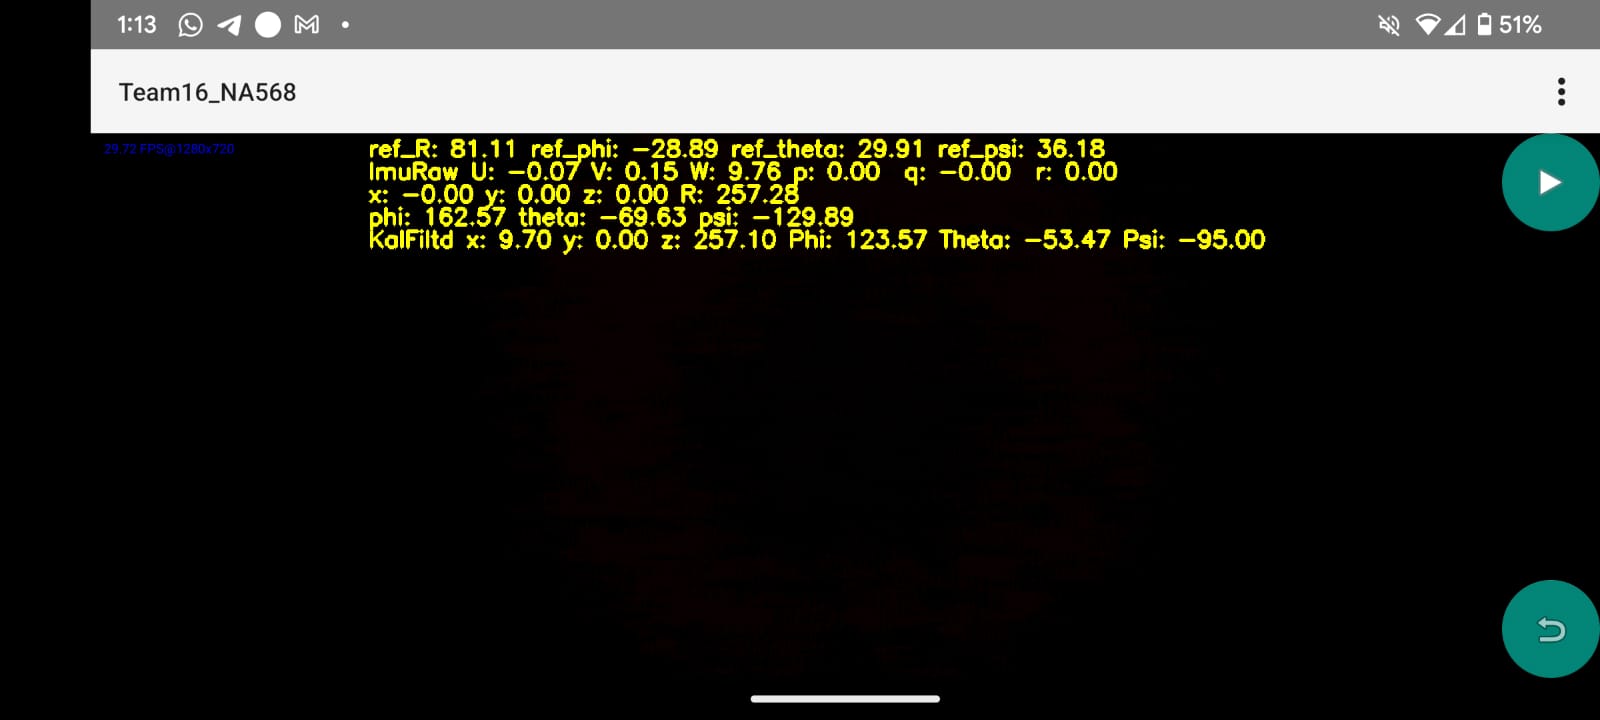 1:13 51%
Team16_NA568
29.72 FPS@1280x720
ref_R: 81.11 ref_phi: -28.89 ref_theta: 29.91 ref_psi: 36.18
ImuRaw U: -0.07 V: 0.15 W: 9.76 p: 0.00 q: -0.00 r: 0.00
x: -0.00 y: 0.00 z: 0.00 R: 257.28
phi: 162.57 theta: -69.63 psi: -129.89
KalFiltd x: 9.70 y: 0.00 z: 257.10 Phi: 123.57 Theta: -53.47 Psi: -95.00